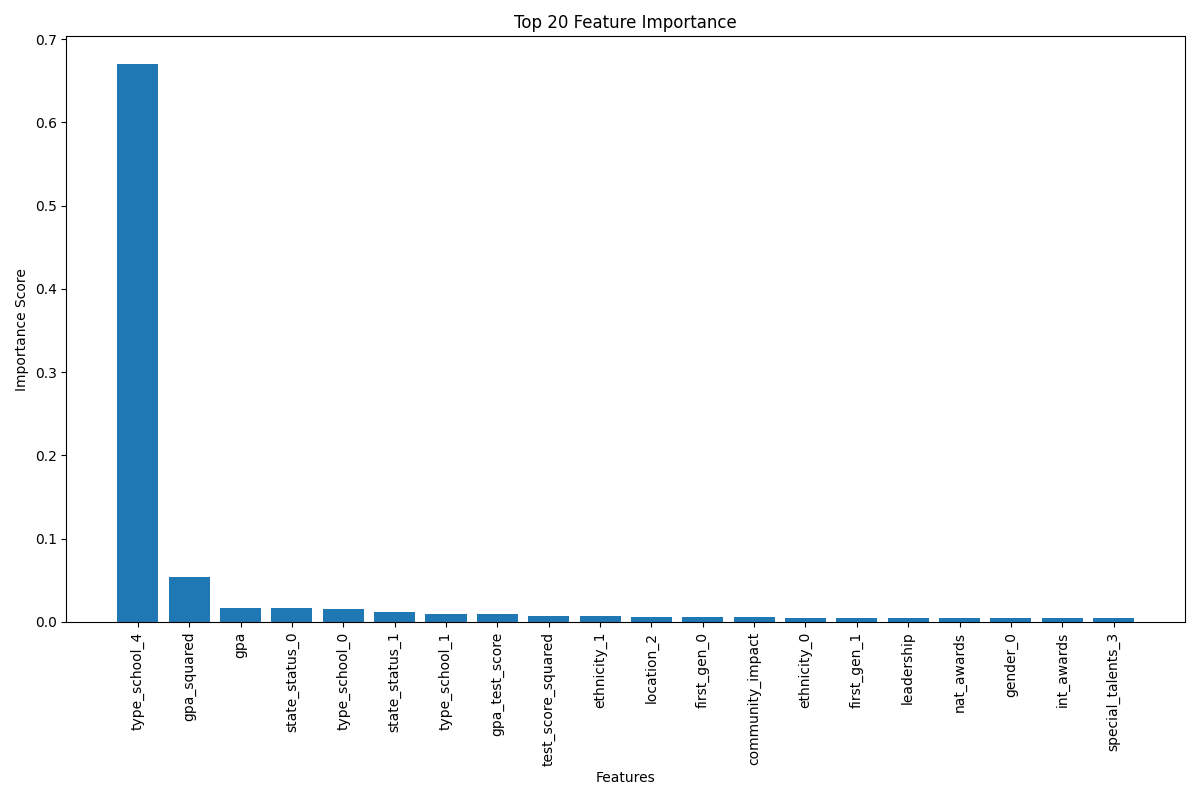 Top 20 Feature Importance
Importance Score
0.7
0.6
0.5
0.4
0.3
0.2
0.1
0.0
type_school_4
gpa_squared
gpa
state_status_0
type_school_0
state_status_1
type_school_1
gpa_test_score
test_score_squared
ethnicity_1
location_2
first_gen_0
community_impact
ethnicity_0
first_gen_1
leadership
nat_awards
gender_0
int_awards
special_talents_3
Features